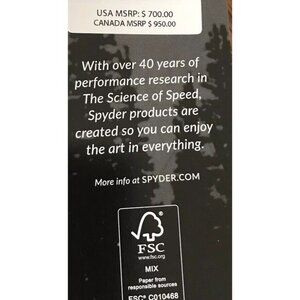 USA MSRP: $ 700.00
CANADA MSRP $ 950.00
With over 40 years of
performance research in
The Science of Speed,
Spyder products are
created so you can enjoy
the art in everything.
More info at SPYDER.COM
FSC
www.fsc.org
MIX
Paper from
responsible sources
FSC® C010468